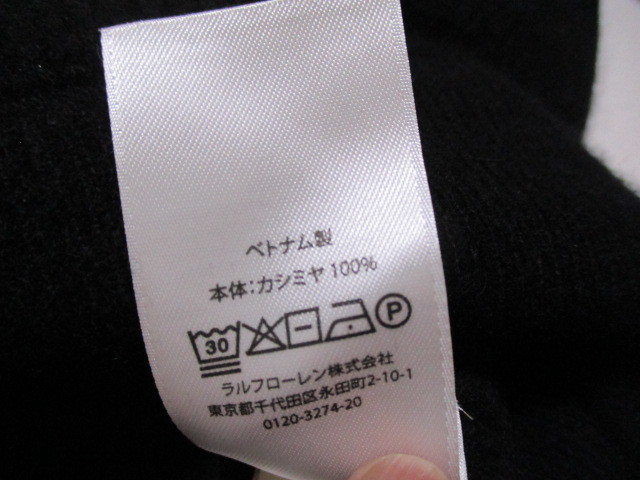 ベトナム製
本体:カシミヤ 100%
30 P
ラルフローレン株式会社
東京都千代田区永田町2-10-1
0120-3274-20